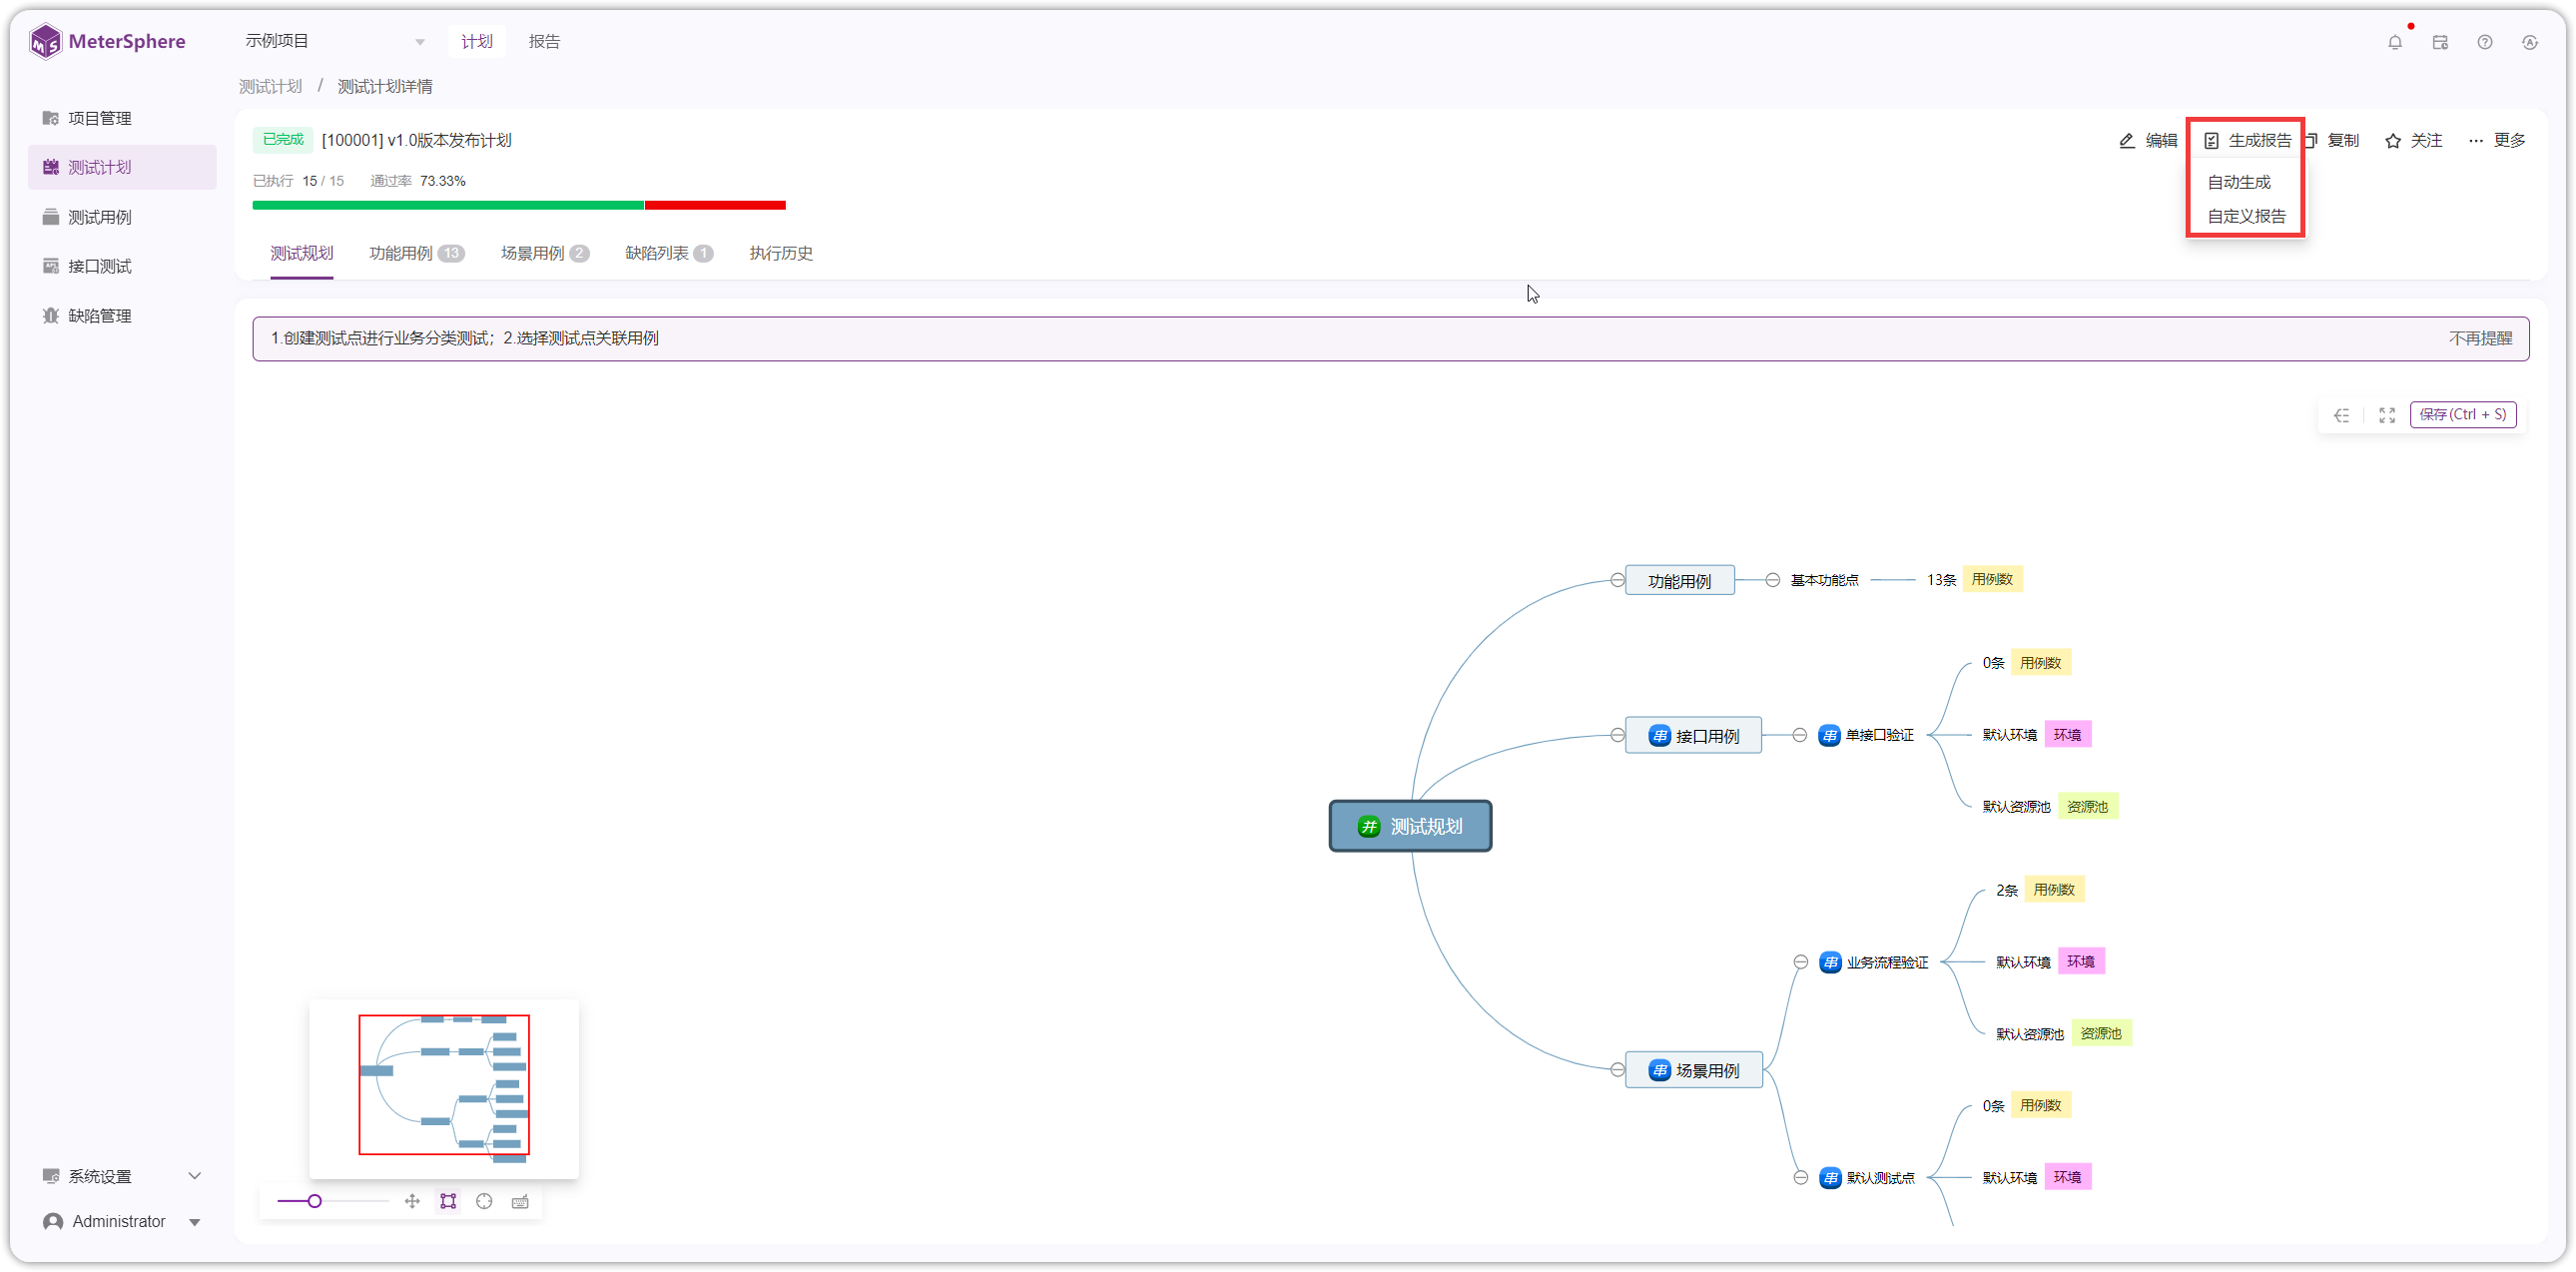 MeterSphere
示例项目
计划
报告
测试计划 / 测试计划详情
项目管理
测试计划
测试用例
接口测试
缺陷管理
已完成 [100001] v1.0版本发布计划
编辑
生成报告
复制
关注
更多
自动生成
自定义报告
已执行 15 / 15 通过率 73.33%
测试规划
功能用例 13
场景用例 2
缺陷列表 1
执行历史
1.创建测试点进行业务分类测试；2.选择测试点关联用例
不再提醒
保存(Ctrl + S)
功能用例
基本功能点
13条 用例数
0条 用例数
串 接口用例
串 单接口验证
默认环境 环境
默认资源池 资源池
并 测试规划
2条 用例数
串 业务流程验证
默认环境 环境
默认资源池 资源池
串 场景用例
0条 用例数
串 默认测试点
默认环境 环境
系统设置
Administrator